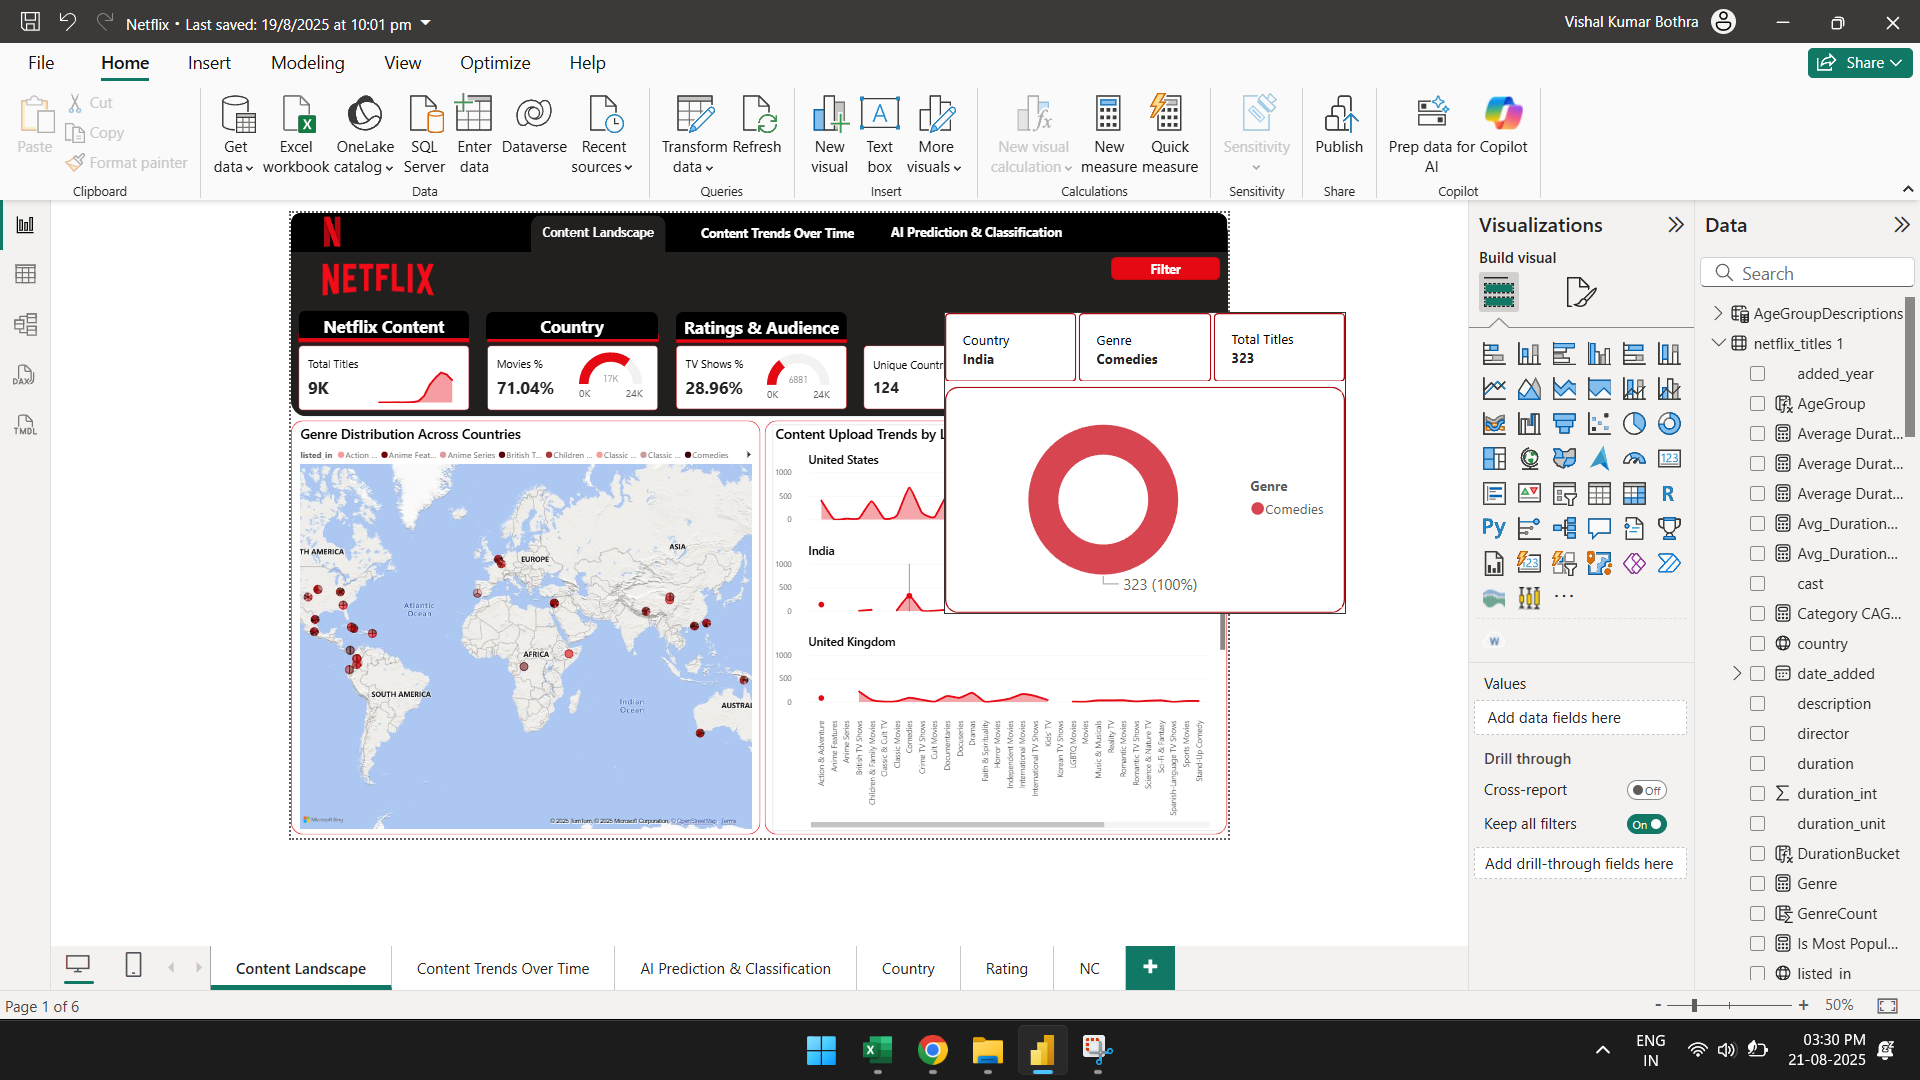 Netflix • Last saved: 19/8/2025 at 10:01 pm
Vishal Kumar Bothra
File Home Insert Modeling View Optimize Help
Share
Paste
Cut
Copy
Format painter
Clipboard
Get data
Excel workbook
OneLake catalog
SQL Server
Enter data
Dataverse
Recent sources
Data
Transform data
Refresh
Queries
New visual
Text box
More visuals
Insert
New visual calculation
New measure
Quick measure
Calculations
Sensitivity
Sensitivity
Publish
Share
Prep data for AI
Copilot
Copilot
N
Content Landscape
Content Trends Over Time
AI Prediction & Classification
NETFLIX
Filter
Netflix Content
Country
Ratings & Audience
Total Titles
9K
Movies %
71.04%
17K
0K 24K
TV Shows %
28.96%
6881
0K 24K
Unique Countr
124
Country
India
Genre
Comedies
Total Titles
323
Genre
Comedies
323 (100%)
Genre Distribution Across Countries
listed_in Action ... Anime Feat... Anime Series British T... Children ... Classic ... Classic ... Comedies
TH AMERICA
EUROPE
ASIA
Atlantic Ocean
AFRICA
SOUTH AMERICA
Indian Ocean
AUSTRAL
Microsoft Bing
© 2025 TomTom, © 2025 Microsoft Corporation, © OpenStreetMap Terms
Content Upload Trends by L
United States
1000
500
0
India
1000
500
0
United Kingdom
1000
500
0
Action & Adventure
Anime Features
Anime Series
British TV Shows
Children & Family Movies
Classic & Cult TV
Classic Movies
Comedies
Crime TV Shows
Cult Movies
Documentaries
Docuseries
Dramas
Faith & Spirituality
Horror Movies
Independent Movies
International Movies
International TV Shows
Kids' TV
Korean TV Shows
LGBTQ Movies
Movies
Music & Musicals
Reality TV
Romantic Movies
Romantic TV Shows
Science & Nature TV
Sci-Fi & Fantasy
Spanish-Language TV Shows
Sports Movies
Stand-Up Comedy
Visualizations
Build visual
123
R
Py
123
...
W
Values
Add data fields here
Drill through
Cross-report
Off
Keep all filters
On
Add drill-through fields here
Data
Search
AgeGroupDescriptions
netflix_titles 1
added_year
AgeGroup
Average Durat...
Average Durat...
Average Durat...
Avg_Duration...
Avg_Duration...
cast
Category CAG...
country
date_added
description
director
duration
duration_int
duration_unit
DurationBucket
Genre
GenreCount
Is Most Popul...
listed_in
DAX
TMDL
Content Landscape
Content Trends Over Time
AI Prediction & Classification
Country
Rating
NC
+
Page 1 of 6
- + 50%
ENG
IN
03:30 PM
21-08-2025